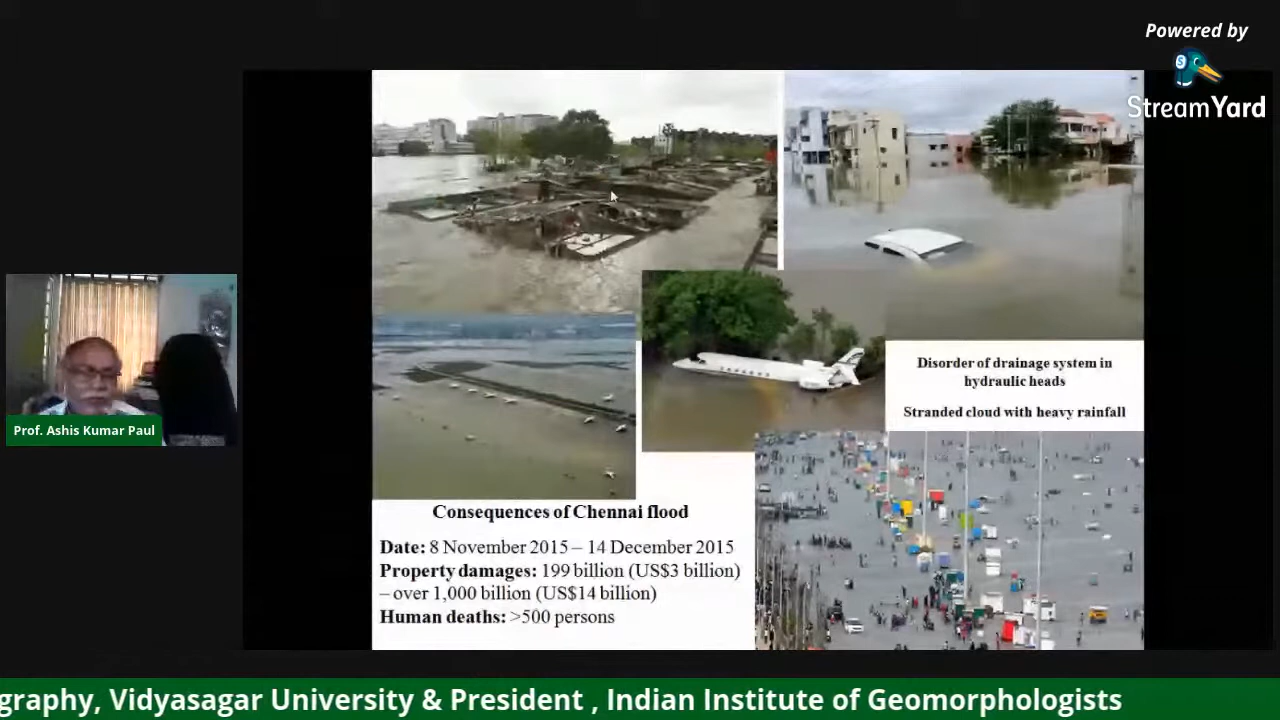 Powered by
StreamYard
Disorder of drainage system in
hydraulic heads
Stranded cloud with heavy rainfall
Prof. Ashis Kumar Paul
Consequences of Chennai flood
Date: 8 November 2015 – 14 December 2015
Property damages: 199 billion (US$3 billion)
– over 1,000 billion (US$14 billion)
Human deaths: >500 persons
graphy, Vidyasagar University & President , Indian Institute of Geomorphologists